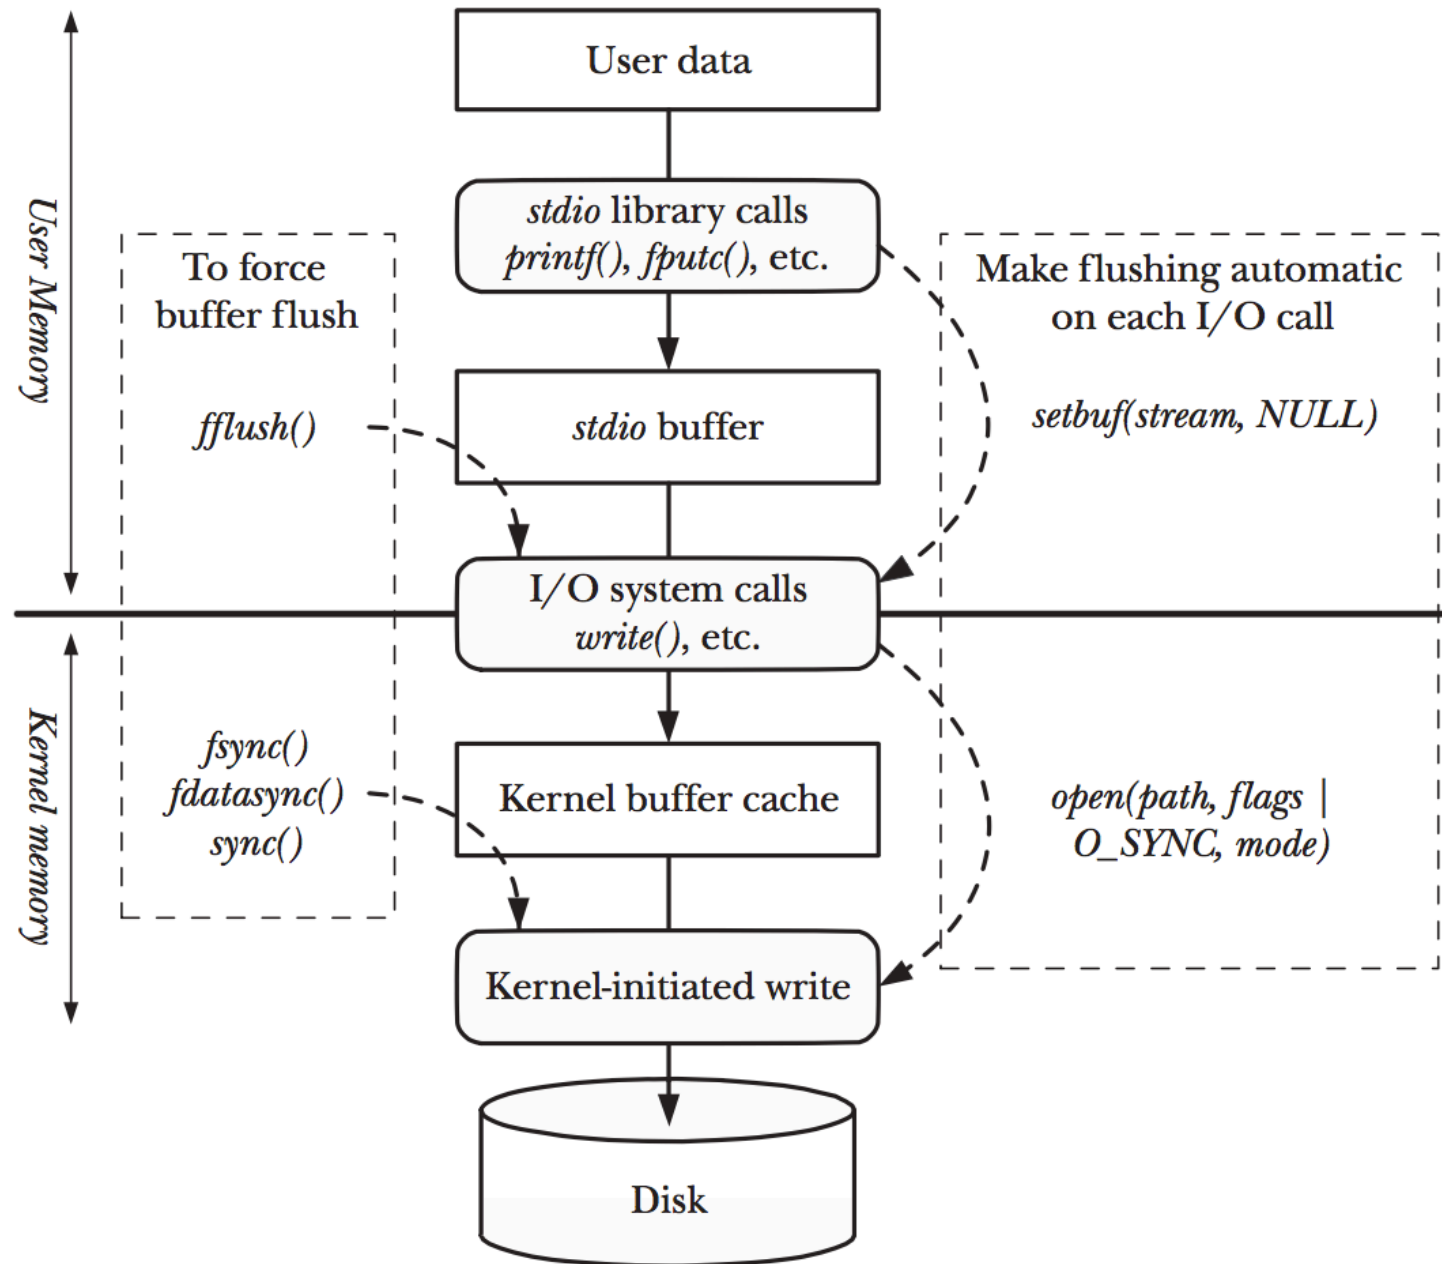 User data
stdio library calls
printf(), fputc(), etc.
User Memory
To force
buffer flush
Make flushing automatic
on each I/O call
fflush()
stdio buffer
setbuf(stream, NULL)
I/O system calls
write(), etc.
Kernel memory
fsync()
fdatasync()
sync()
Kernel buffer cache
open(path, flags |
O_SYNC, mode)
Kernel-initiated write
Disk